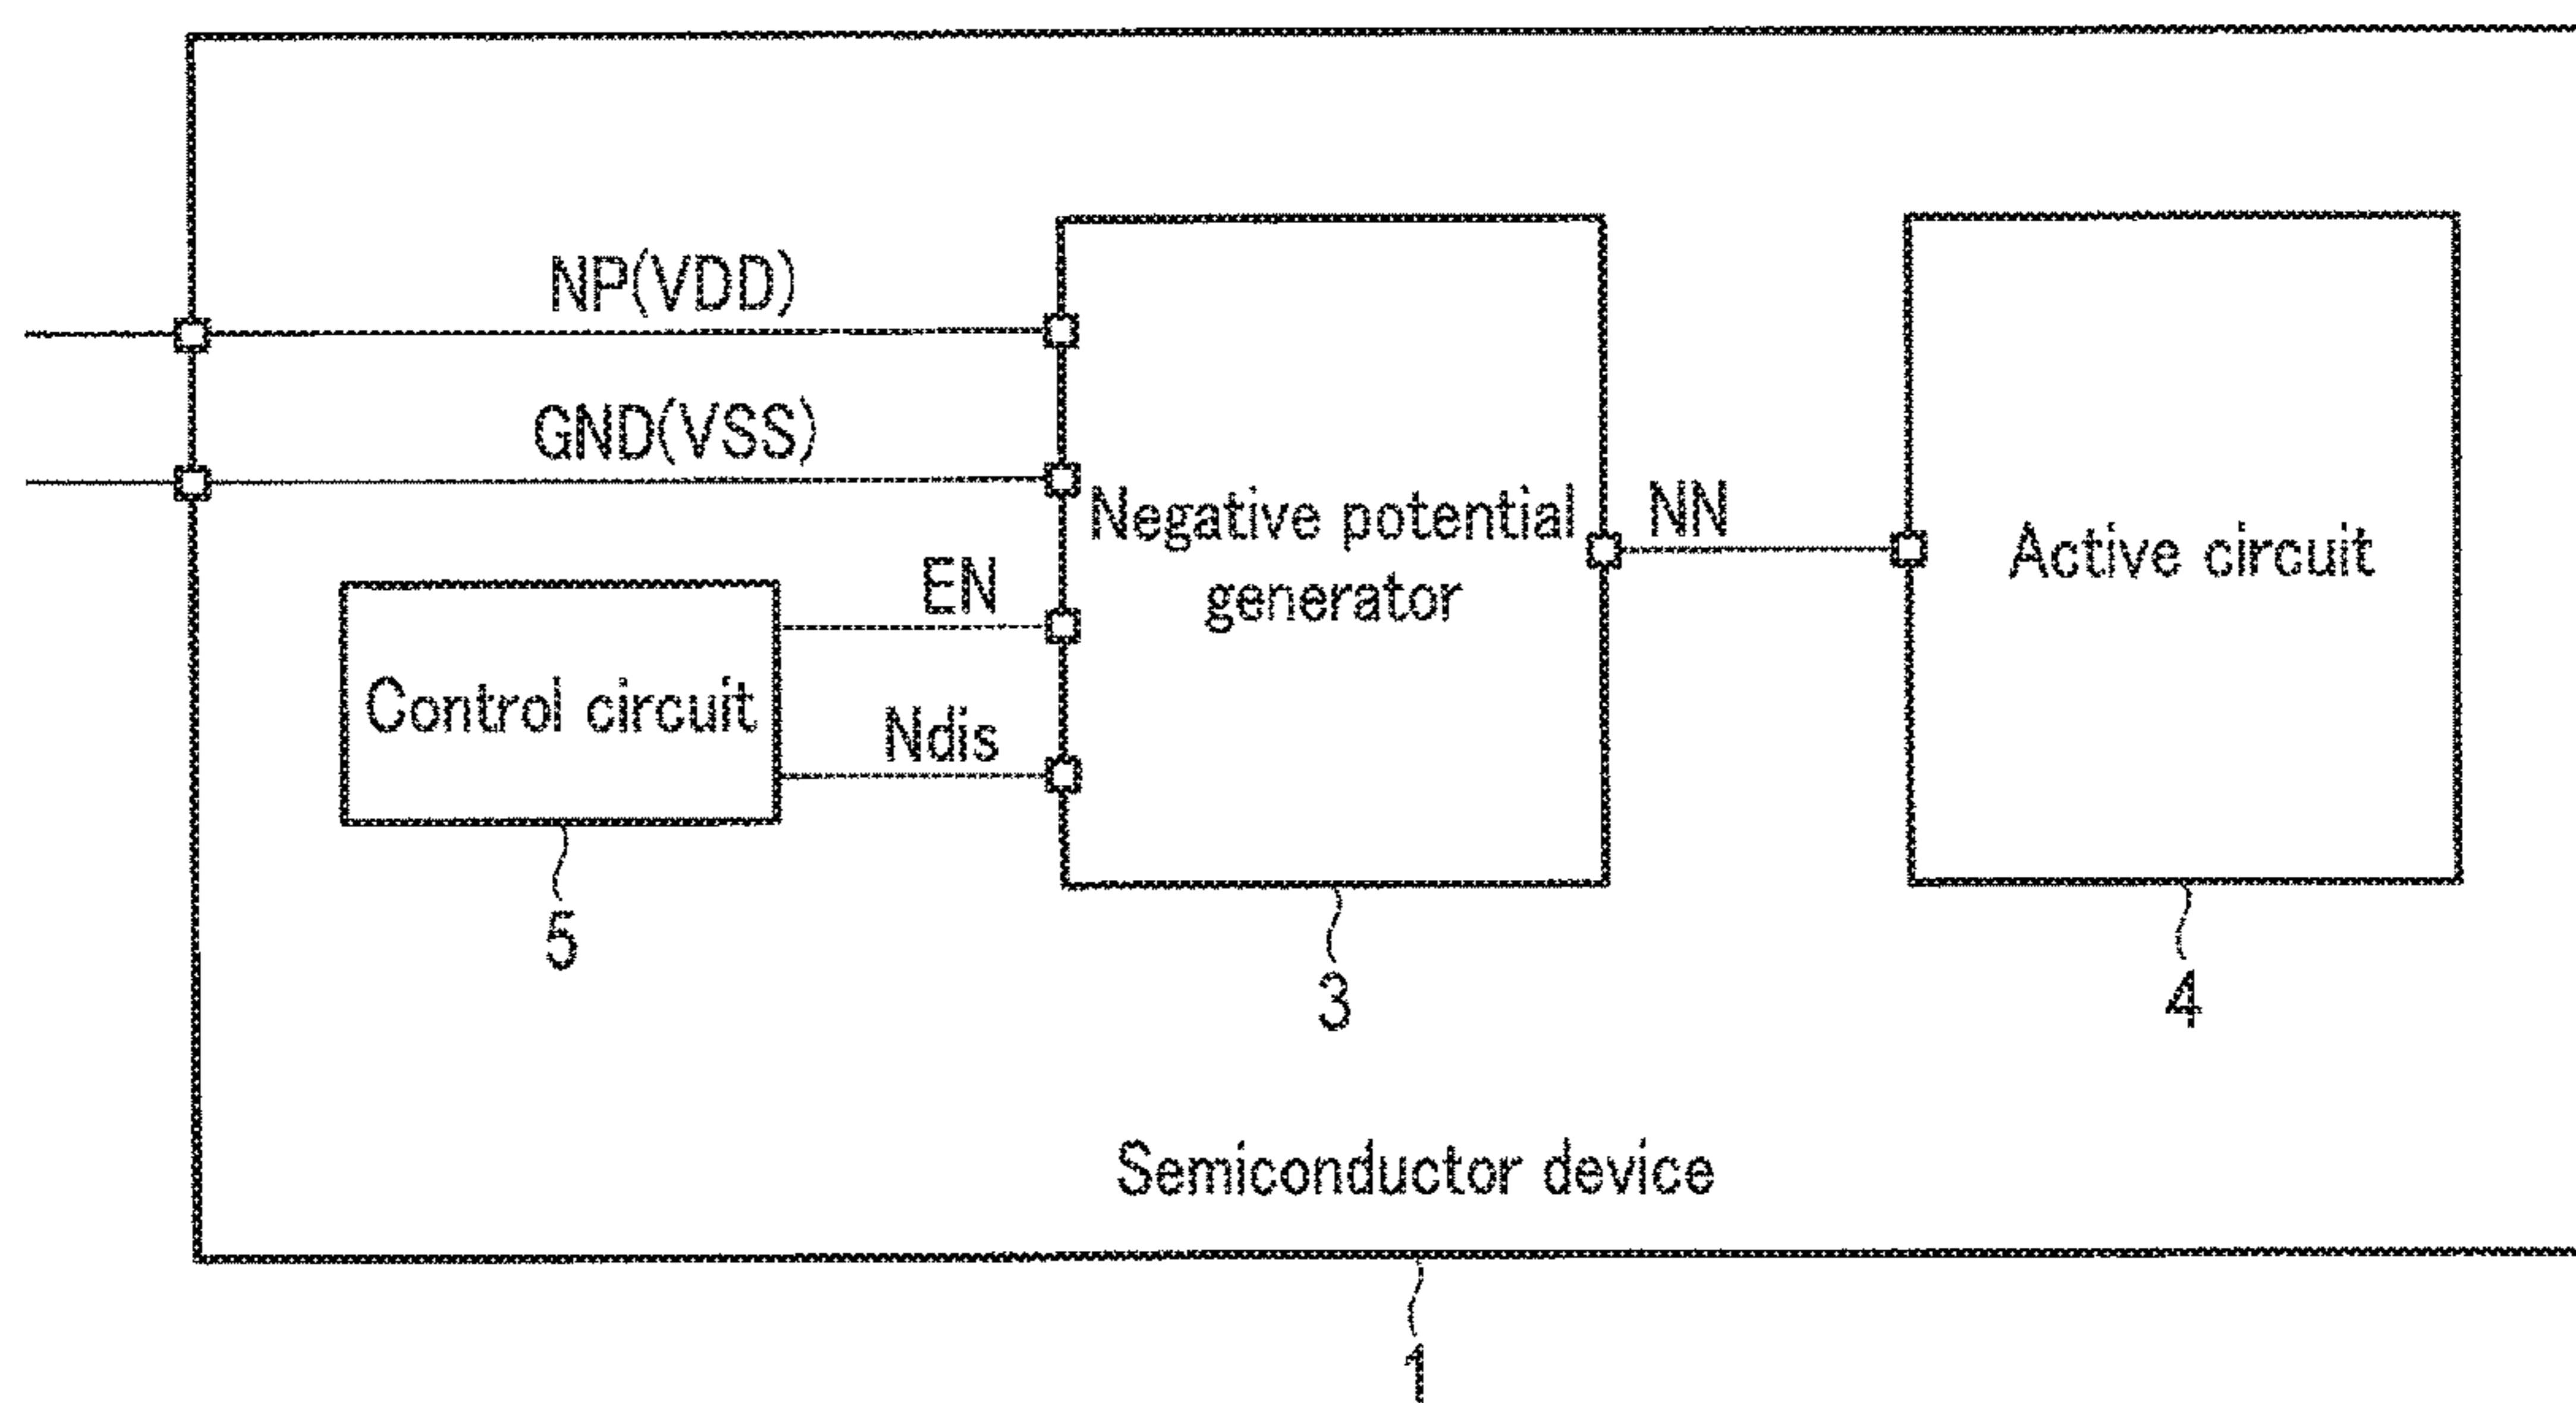 NP(VDD)
GND(VSS)
EN
Ndis
Control circuit
5
Negative potential
generator
3
NN
Active circuit
4
Semiconductor device
1